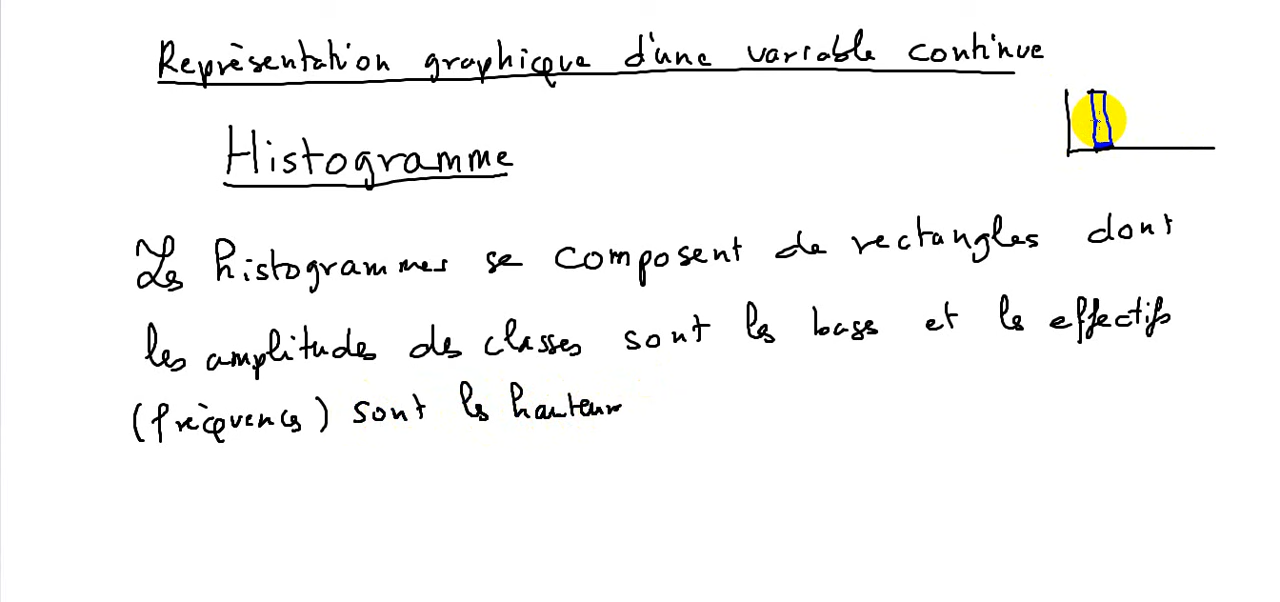 Représentation graphique d'une variable continue
Histogramme
Les histogrammes se composent de rectangles dont
les amplitudes des classes sont les bases et les effectifs
(fréquences) sont les hauteurs